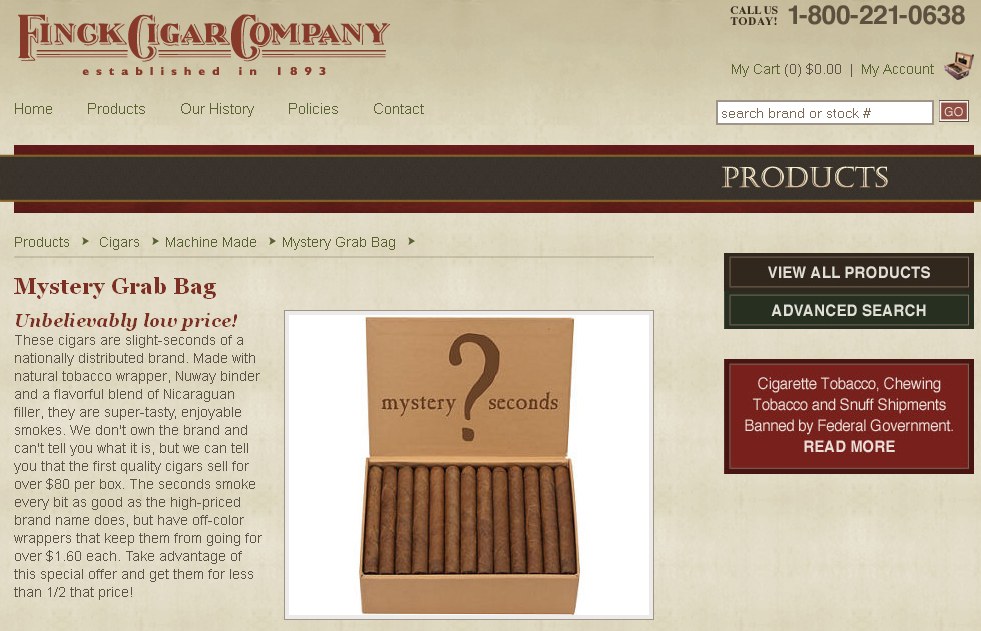 FINCK CIGAR COMPANY
established in 1893
CALL US
TODAY! 1-800-221-0638
My Cart (0) $0.00 | My Account
Home Products Our History Policies Contact
search brand or stock # GO
PRODUCTS
Products Cigars Machine Made Mystery Grab Bag
Mystery Grab Bag
Unbelievably low price!
These cigars are slight-seconds of a
nationally distributed brand. Made with
natural tobacco wrapper, Nuway binder
and a flavorful blend of Nicaraguan
filler, they are super-tasty, enjoyable
smokes. We don't own the brand and
can't tell you what it is, but we can tell
you that the first quality cigars sell for
over $80 per box. The seconds smoke
every bit as good as the high-priced
brand name does, but have off-color
wrappers that keep them from going for
over $1.60 each. Take advantage of
this special offer and get them for less
than 1/2 that price!
mystery ? seconds
VIEW ALL PRODUCTS
ADVANCED SEARCH
Cigarette Tobacco, Chewing
Tobacco and Snuff Shipments
Banned by Federal Government.
READ MORE